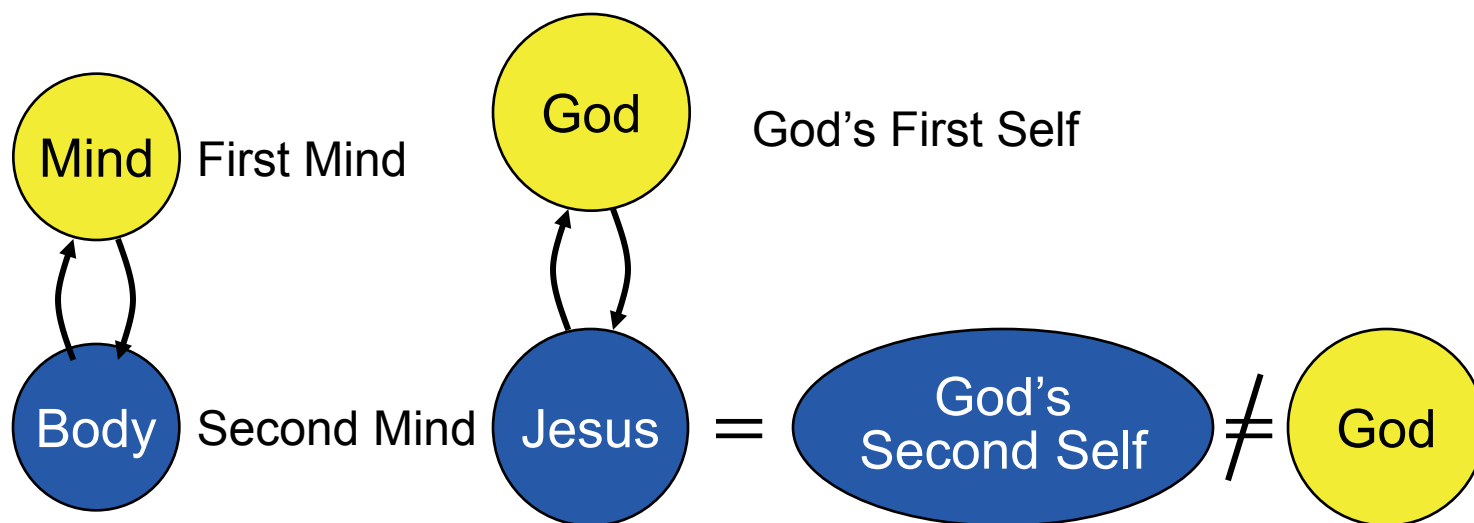 Mind
First Mind
God
God’s First Self
Body
Second Mind
Jesus
=
God’s
Second Self
≠
God